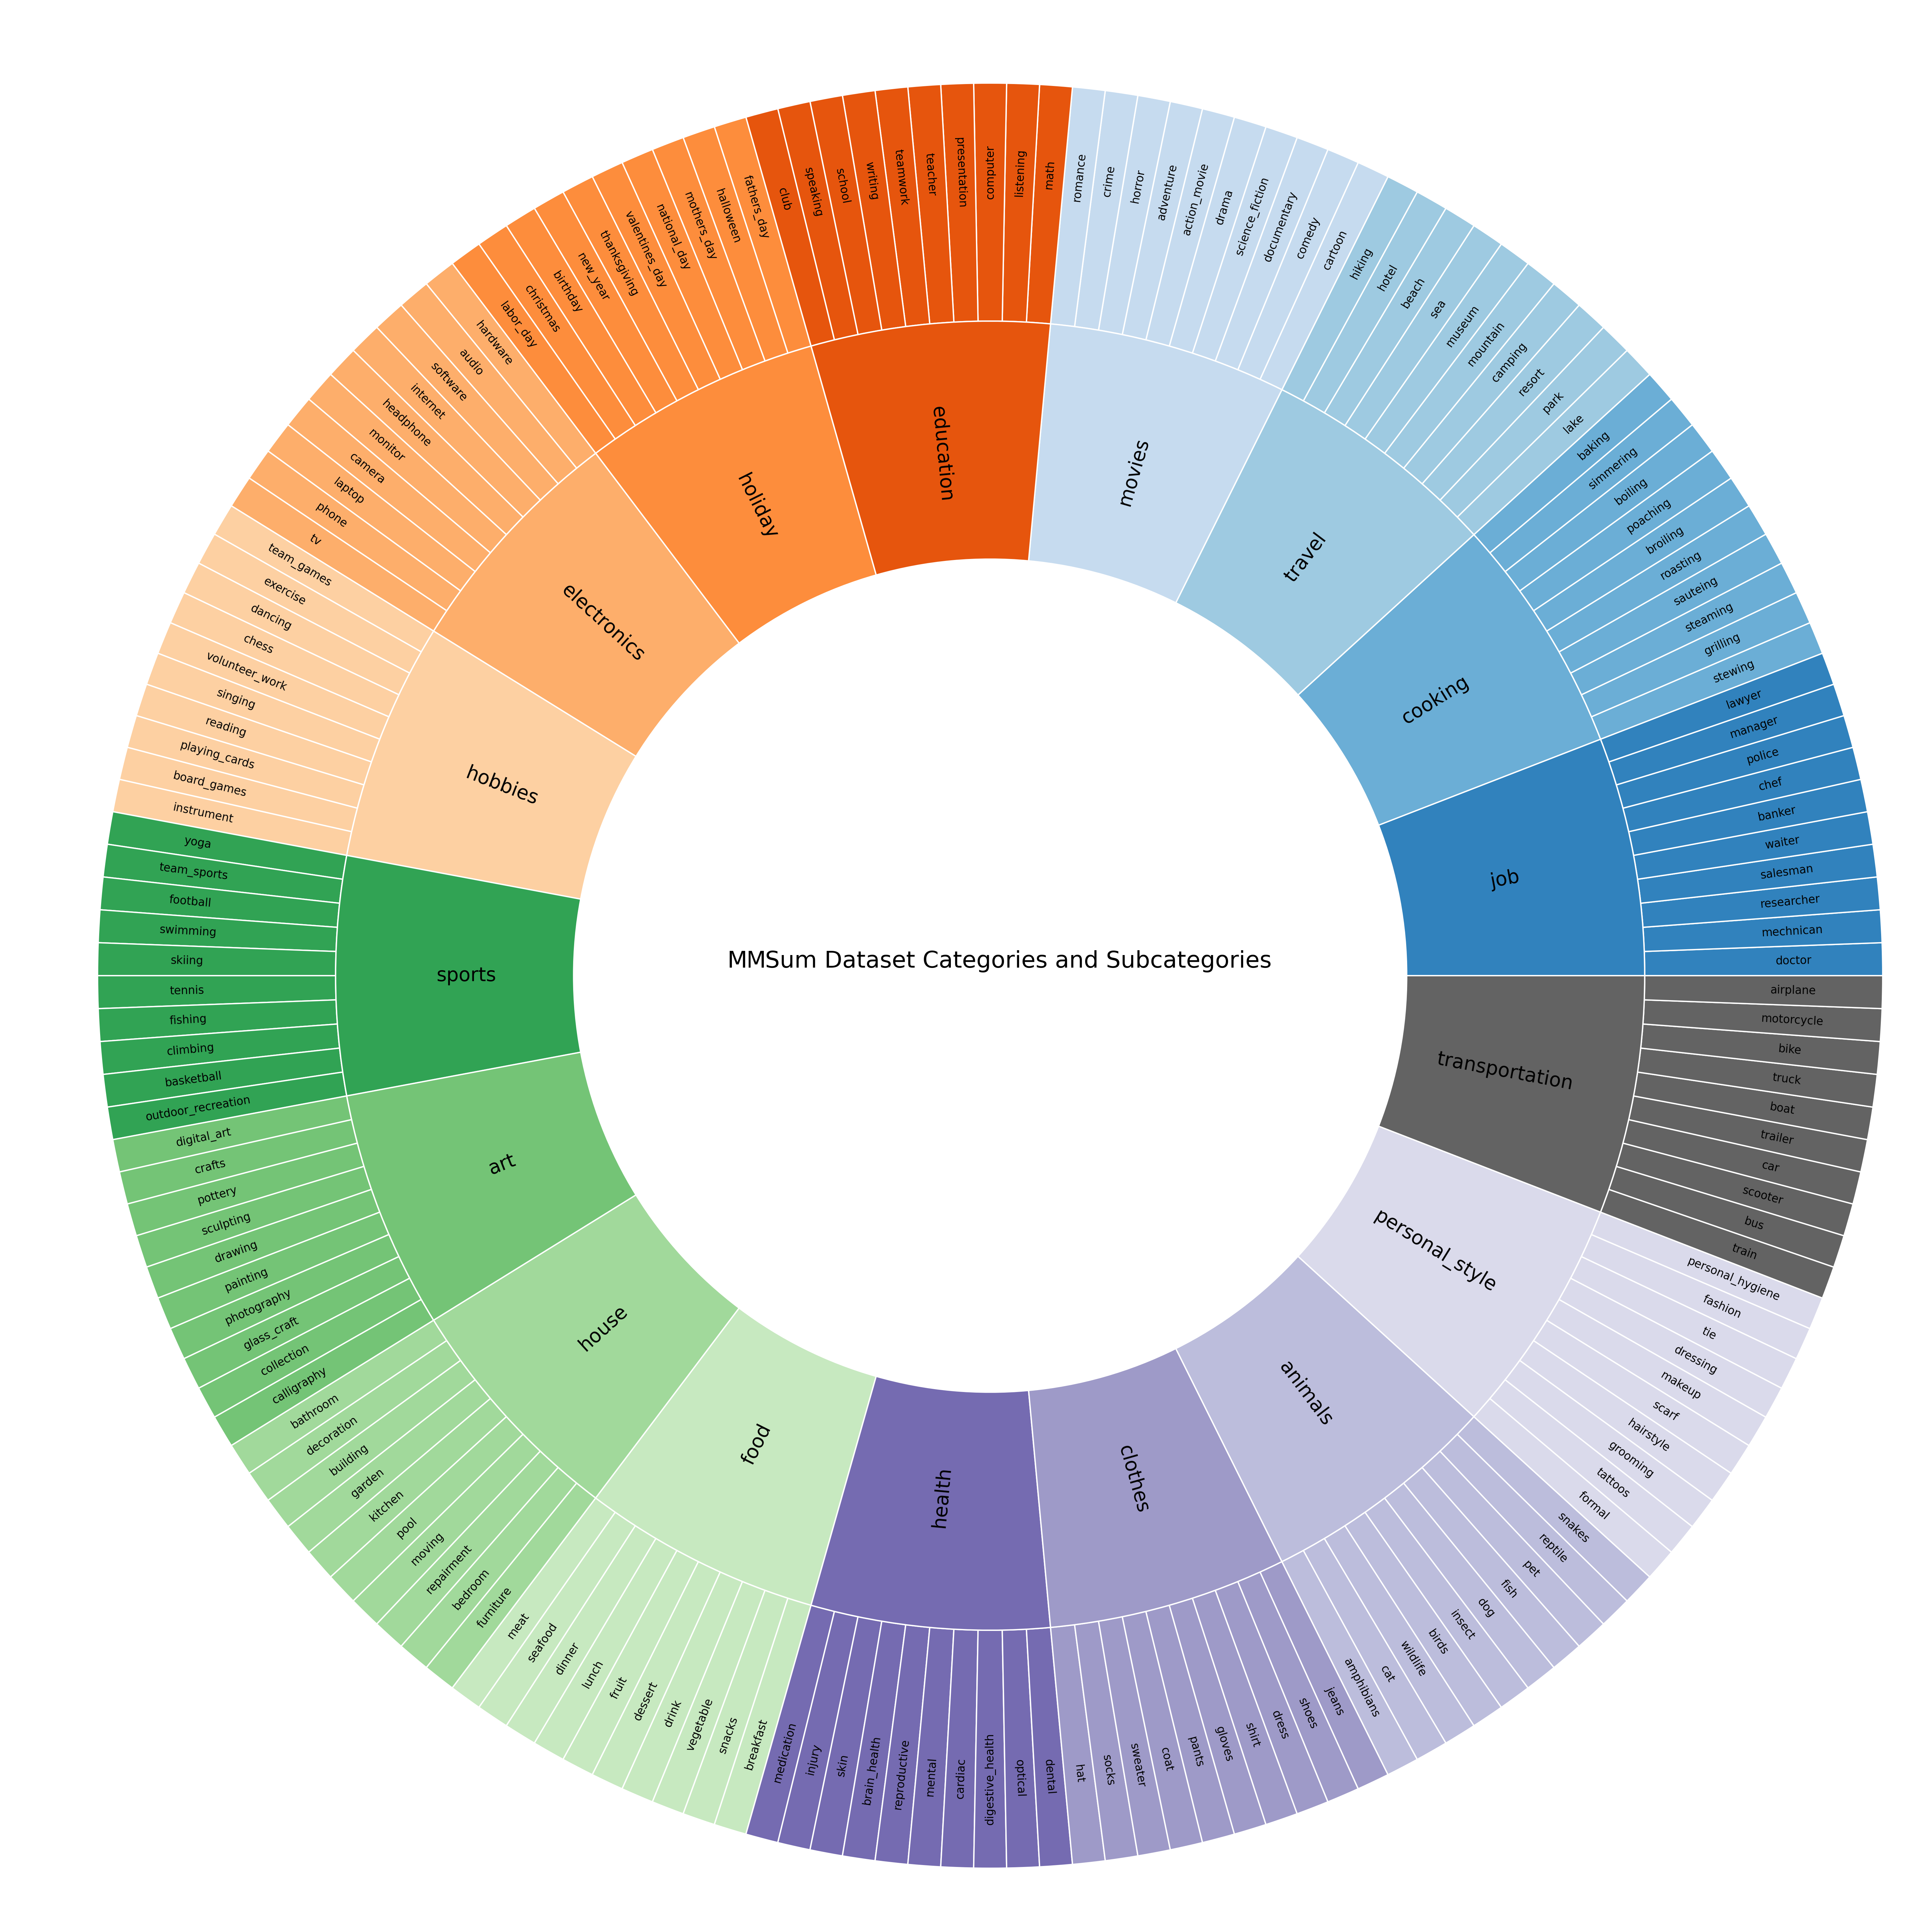 MMSum Dataset Categories and Subcategories
job
doctor
mechnican
researcher
salesman
waiter
banker
chef
police
manager
lawyer
cooking
stewing
grilling
steaming
sauteing
roasting
broiling
poaching
boiling
simmering
baking
travel
lake
park
resort
camping
mountain
museum
sea
beach
hotel
hiking
movies
cartoon
comedy
documentary
science_fiction
drama
action_movie
adventure
horror
crime
romance
education
math
listening
computer
presentation
teacher
teamwork
writing
school
speaking
club
holiday
fathers_day
halloween
mothers_day
national_day
valentines_day
thanksgiving
new_year
birthday
christmas
labor_day
electronics
hardware
audio
software
internet
headphone
monitor
camera
laptop
phone
tv
hobbies
team_games
exercise
dancing
chess
volunteer_work
singing
reading
playing_cards
board_games
instrument
sports
yoga
team_sports
football
swimming
skiing
tennis
fishing
climbing
basketball
outdoor_recreation
art
digital_art
crafts
pottery
sculpting
drawing
painting
photography
glass_craft
collection
calligraphy
house
bathroom
decoration
building
garden
kitchen
pool
moving
repairment
bedroom
furniture
food
meat
seafood
dinner
lunch
fruit
dessert
drink
vegetable
snacks
breakfast
health
medication
injury
skin
brain_health
reproductive
mental
cardiac
digestive_health
optical
dental
clothes
hat
socks
sweater
coat
pants
gloves
shirt
dress
shoes
jeans
animals
amphibians
cat
wildlife
birds
insect
dog
fish
pet
reptile
snakes
personal_style
formal
tattoos
grooming
hairstyle
scarf
makeup
dressing
tie
fashion
personal_hygiene
transportation
train
bus
scooter
car
trailer
boat
truck
bike
motorcycle
airplane